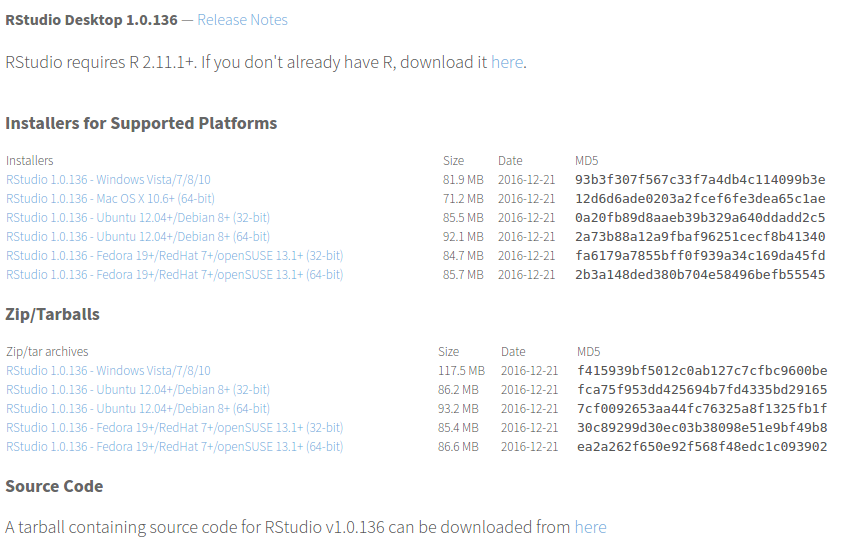 RStudio Desktop 1.0.136 — Release Notes
RStudio requires R 2.11.1+. If you don't already have R, download it here.
Installers for Supported Platforms
Installers Size Date MD5
RStudio 1.0.136 - Windows Vista/7/8/10 81.9 MB 2016-12-21 93b3f307f567c33f7a4db4c114099b3e
RStudio 1.0.136 - Mac OS X 10.6+ (64-bit) 71.2 MB 2016-12-21 12d6d6ade0203a2fcef6fe3dea65c1ae
RStudio 1.0.136 - Ubuntu 12.04+/Debian 8+ (32-bit) 85.5 MB 2016-12-21 0a20fb89d8aaeb39b329a640ddadd2c5
RStudio 1.0.136 - Ubuntu 12.04+/Debian 8+ (64-bit) 92.1 MB 2016-12-21 2a73b88a12a9fbaf96251cecf8b41340
RStudio 1.0.136 - Fedora 19+/RedHat 7+/openSUSE 13.1+ (32-bit) 84.7 MB 2016-12-21 fa6179a7855bff0f939a34c169da45fd
RStudio 1.0.136 - Fedora 19+/RedHat 7+/openSUSE 13.1+ (64-bit) 85.7 MB 2016-12-21 2b3a148ded380b704e58496befb55545
Zip/Tarballs
Zip/tar archives Size Date MD5
RStudio 1.0.136 - Windows Vista/7/8/10 117.5 MB 2016-12-21 f415939bf5012c0ab127c7cfbc9600be
RStudio 1.0.136 - Ubuntu 12.04+/Debian 8+ (32-bit) 86.2 MB 2016-12-21 fca75f953dd425694b7fd4335bd29165
RStudio 1.0.136 - Ubuntu 12.04+/Debian 8+ (64-bit) 93.2 MB 2016-12-21 7cf0092653aa44fc76325a8f1325fb1f
RStudio 1.0.136 - Fedora 19+/RedHat 7+/openSUSE 13.1+ (32-bit) 85.4 MB 2016-12-21 30c89299d30ec03b38098e51e9bf49b8
RStudio 1.0.136 - Fedora 19+/RedHat 7+/openSUSE 13.1+ (64-bit) 86.6 MB 2016-12-21 ea2a262f650e92f568f48edc1c093902
Source Code
A tarball containing source code for RStudio v1.0.136 can be downloaded from here